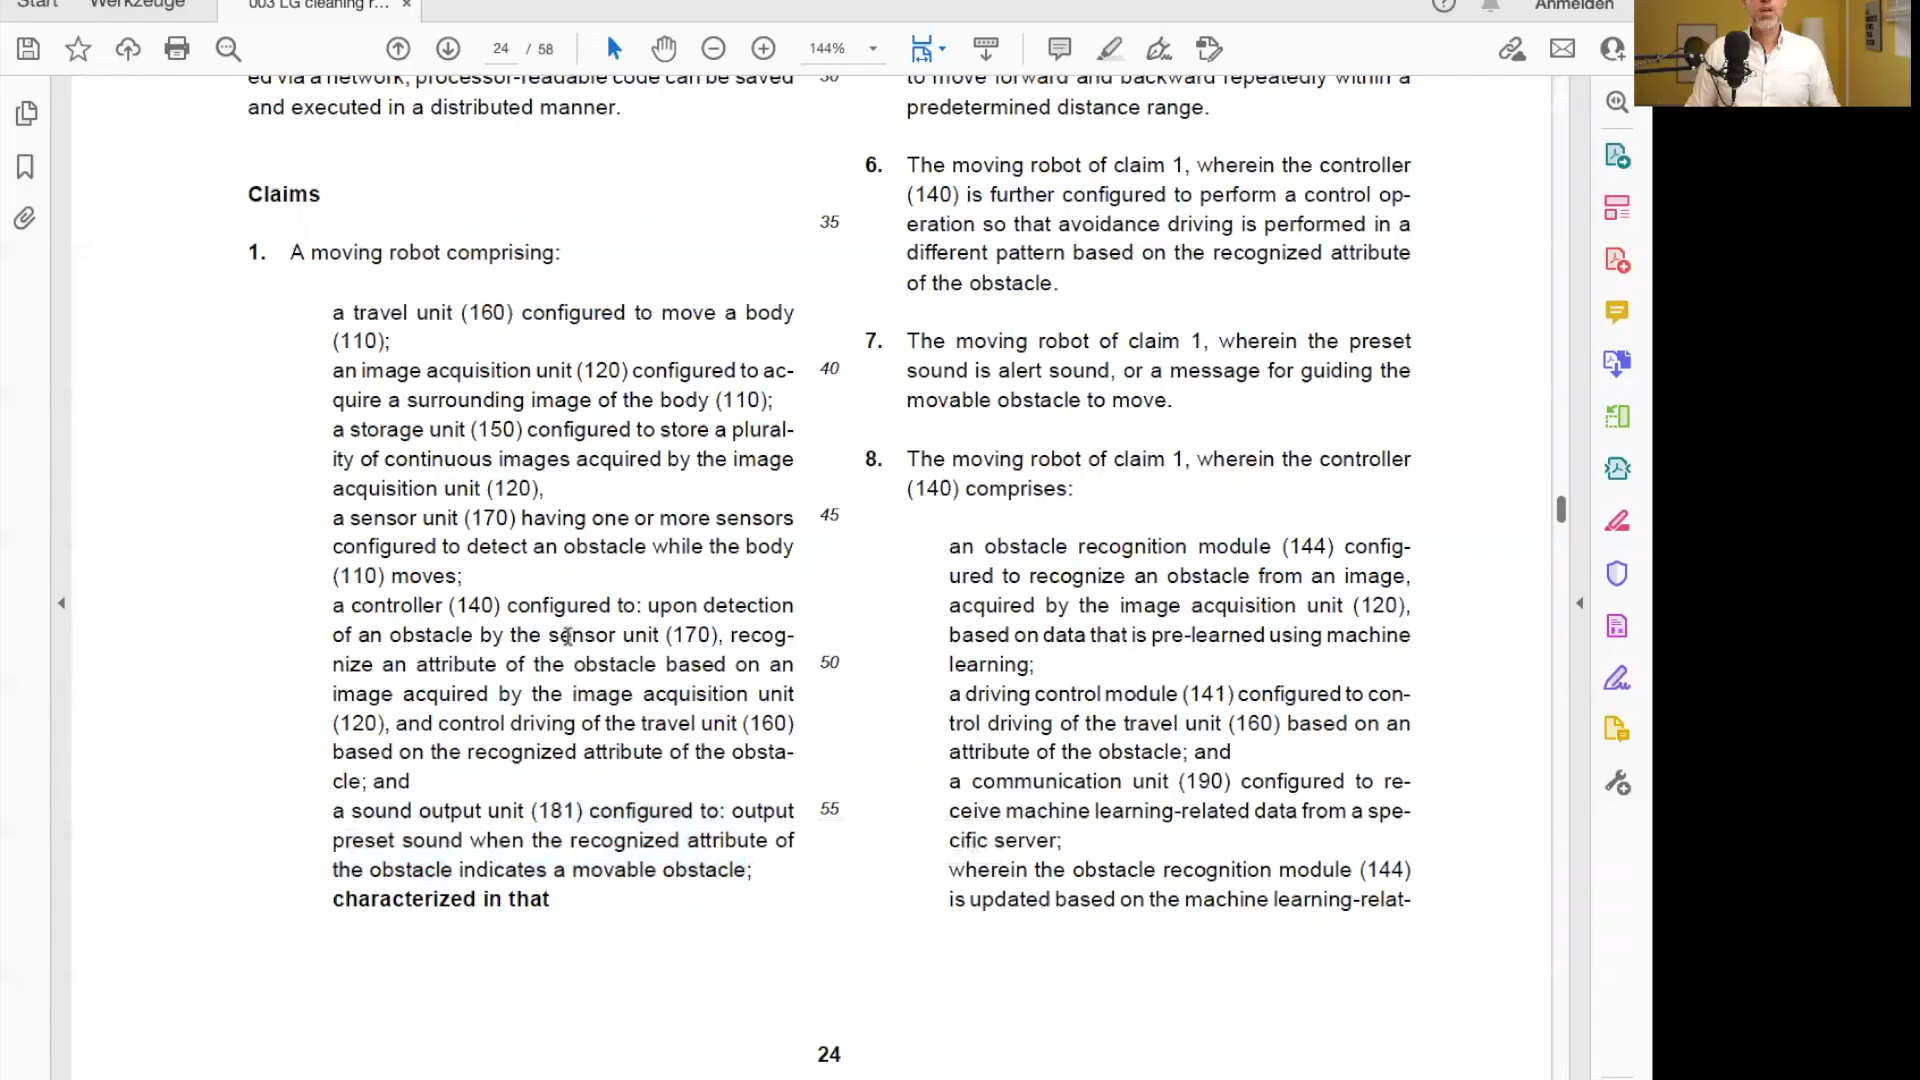 Start
Werkzeuge
003 LG cleaning r... ×
Anmelden
24 / 58
144%
ed via a network, processor-readable code can be saved
and executed in a distributed manner.
Claims
1. A moving robot comprising:
a travel unit (160) configured to move a body
(110);
an image acquisition unit (120) configured to ac-
quire a surrounding image of the body (110);
a storage unit (150) configured to store a plural-
ity of continuous images acquired by the image
acquisition unit (120),
a sensor unit (170) having one or more sensors
configured to detect an obstacle while the body
(110) moves;
a controller (140) configured to: upon detection
of an obstacle by the sensor unit (170), recog-
nize an attribute of the obstacle based on an
image acquired by the image acquisition unit
(120), and control driving of the travel unit (160)
based on the recognized attribute of the obsta-
cle; and
a sound output unit (181) configured to: output
preset sound when the recognized attribute of
the obstacle indicates a movable obstacle;
characterized in that
30
35
40
45
50
55
to move forward and backward repeatedly within a
predetermined distance range.
6. The moving robot of claim 1, wherein the controller
(140) is further configured to perform a control op-
eration so that avoidance driving is performed in a
different pattern based on the recognized attribute
of the obstacle.
7. The moving robot of claim 1, wherein the preset
sound is alert sound, or a message for guiding the
movable obstacle to move.
8. The moving robot of claim 1, wherein the controller
(140) comprises:
an obstacle recognition module (144) config-
ured to recognize an obstacle from an image,
acquired by the image acquisition unit (120),
based on data that is pre-learned using machine
learning;
a driving control module (141) configured to con-
trol driving of the travel unit (160) based on an
attribute of the obstacle; and
a communication unit (190) configured to re-
ceive machine learning-related data from a spe-
cific server;
wherein the obstacle recognition module (144)
is updated based on the machine learning-relat-
24